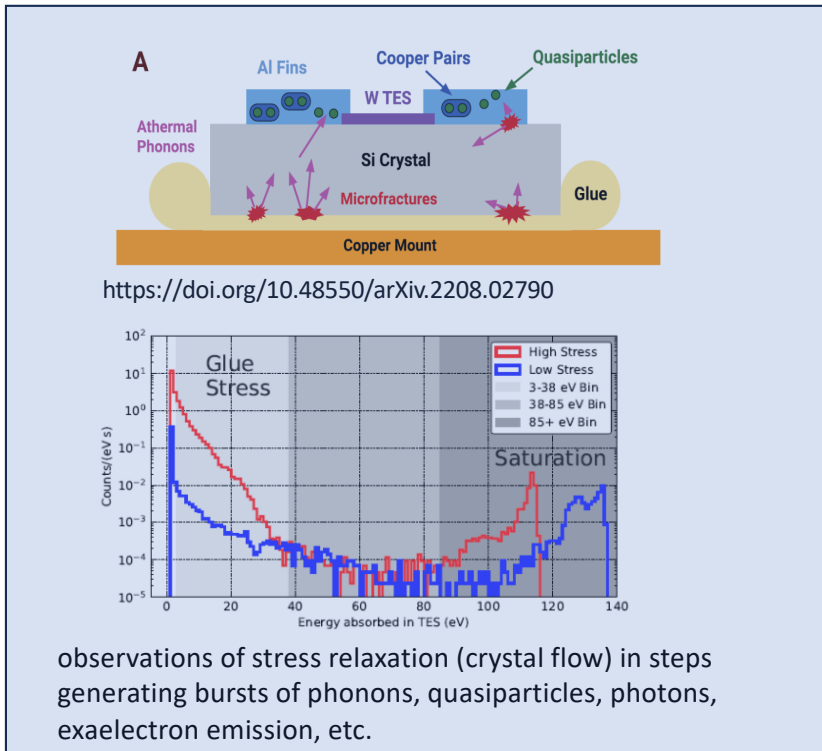 A
Al Fins
Cooper Pairs
Quasiparticles
W TES
Athermal
Phonons
Si Crystal
Microfractures
Glue
Copper Mount
https://doi.org/10.48550/arXiv.2208.02790
Glue
Stress
High Stress
Low Stress
3-38 eV Bin
38-85 eV Bin
85+ eV Bin
Saturation
Counts/(eV s)
10²
10¹
10⁰
10⁻¹
10⁻²
10⁻³
10⁻⁴
10⁻⁵
0 20 40 60 80 100 120 140
Energy absorbed in TES (eV)
observations of stress relaxation (crystal flow) in steps
generating bursts of phonons, quasiparticles, photons,
exaelectron emission, etc.